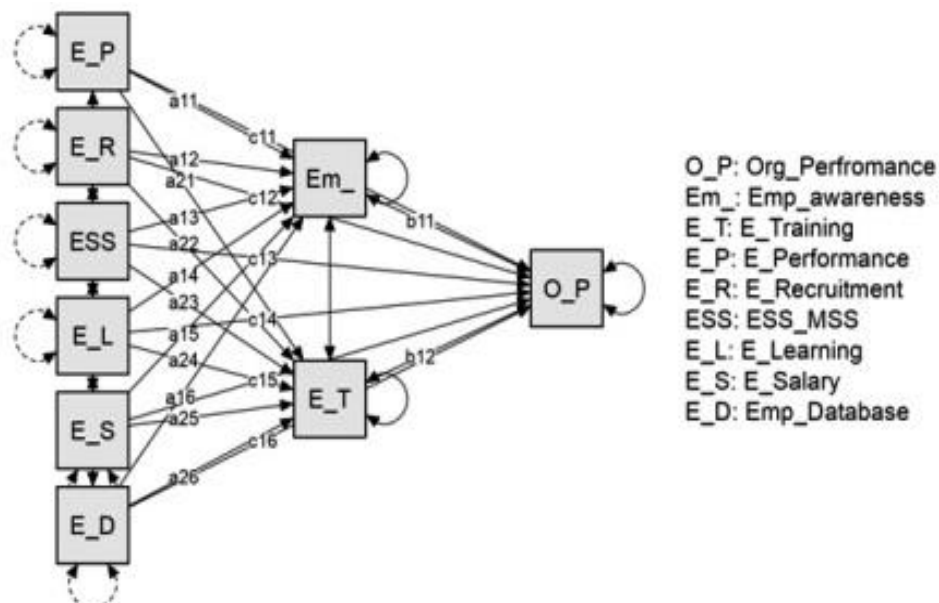 E_P
E_R
ESS
E_L
E_S
E_D
Em_
E_T
O_P
a11
c11
a12
a21
c12
a13
a22
c13
a14
a23
c14
a15
a24
a16
c15
a25
c16
a26
b11
b12
O_P: Org_Perfromance
Em_: Emp_awareness
E_T: E_Training
E_P: E_Performance
E_R: E_Recruitment
ESS: ESS_MSS
E_L: E_Learning
E_S: E_Salary
E_D: Emp_Database